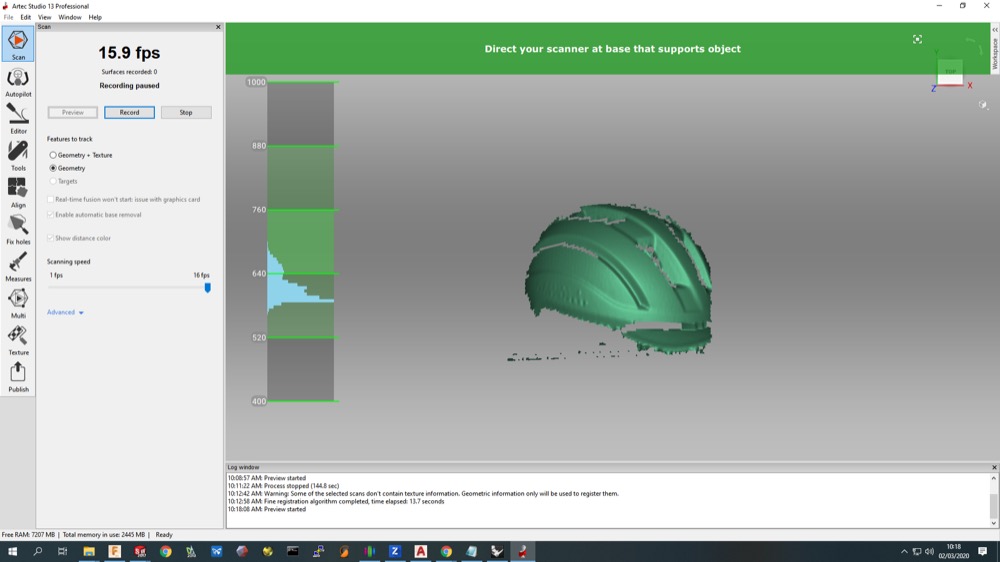 Artec Studio 13 Professional
File Edit View Window Help
Scan
15.9 fps
Surfaces recorded: 0
Recording paused
Preview Record Stop
Features to track
Geometry + Texture
Geometry
Targets
Real-time fusion won't start: issue with graphics card
Enable automatic base removal
Show distance color
Scanning speed
1 fps 16 fps
Advanced
Scan
Autopilot
Editor
Tools
Align
Fix holes
Measures
Multi
Texture
Publish
Direct your scanner at base that supports object
Workspace
Y
TOP
Z X
1000
880
760
640
520
400
Log window
10:08:57 AM: Preview started
10:11:22 AM: Process stopped (144.8 sec)
10:12:42 AM: Warning: Some of the selected scans don't contain texture information. Geometric information only will be used to register them.
10:12:58 AM: Fine registration algorithm completed, time elapsed: 13.7 seconds
10:18:08 AM: Preview started
Free RAM: 7207 MB | Total memory in use: 2445 MB | Ready
10:18
02/03/2020